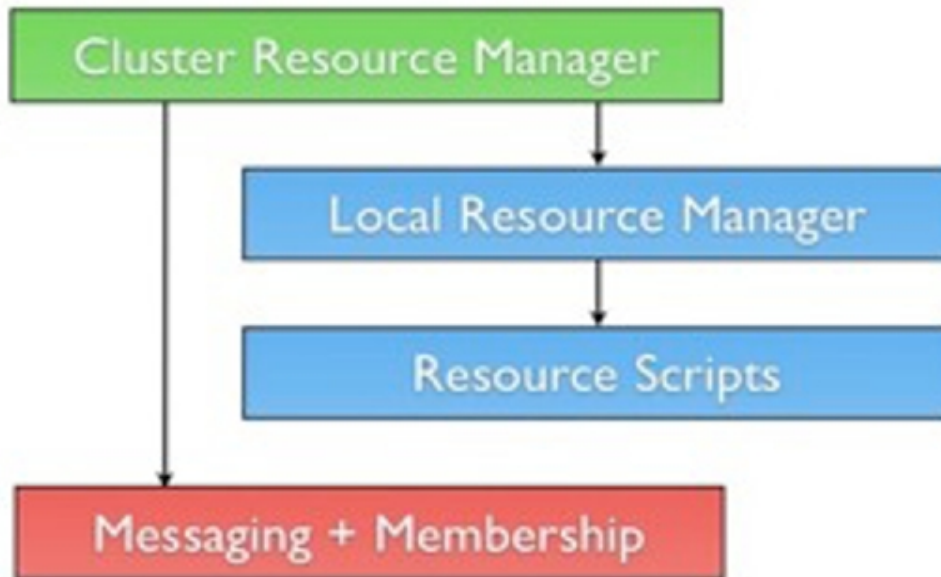 Cluster Resource Manager
Local Resource Manager
Resource Scripts
Messaging + Membership